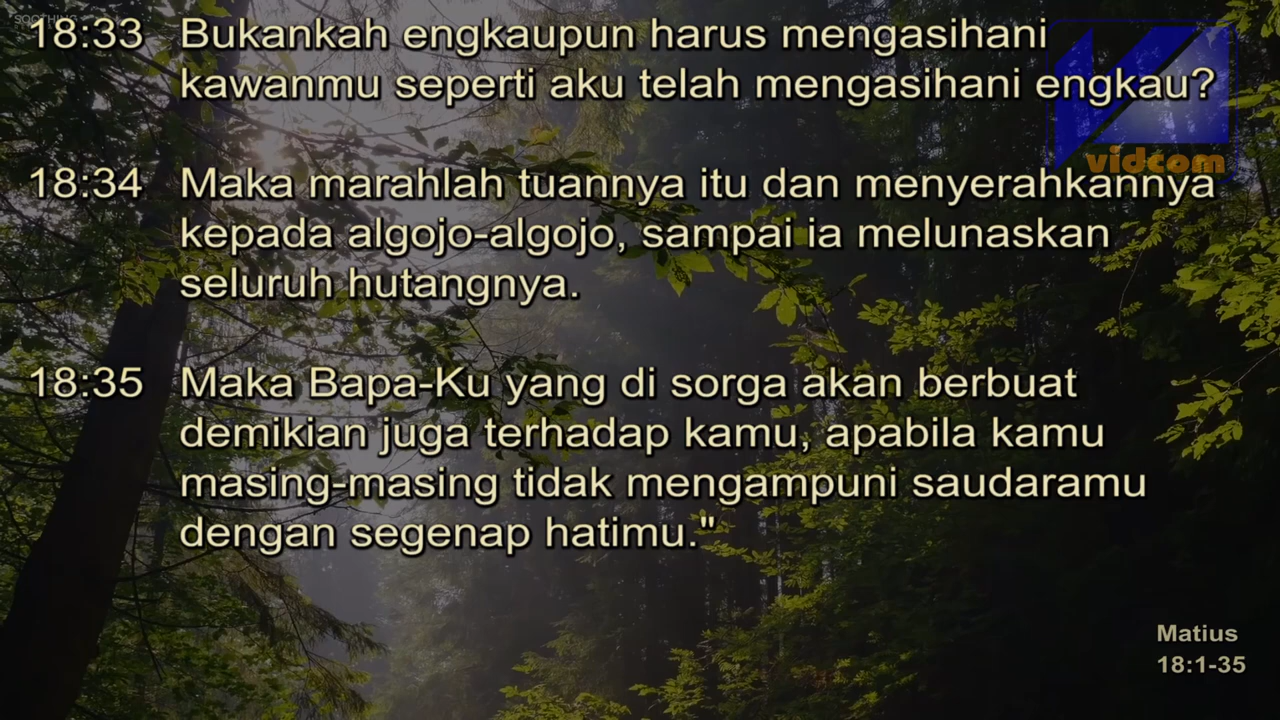 SOOTHING
18:33 Bukankah engkaupun harus mengasihani
kawanmu seperti aku telah mengasihani engkau?
vidcom
18:34 Maka marahlah tuannya itu dan menyerahkannya
kepada algojo-algojo, sampai ia melunaskan
seluruh hutangnya.
18:35 Maka Bapa-Ku yang di sorga akan berbuat
demikian juga terhadap kamu, apabila kamu
masing-masing tidak mengampuni saudaramu
dengan segenap hatimu."
Matius
18:1-35